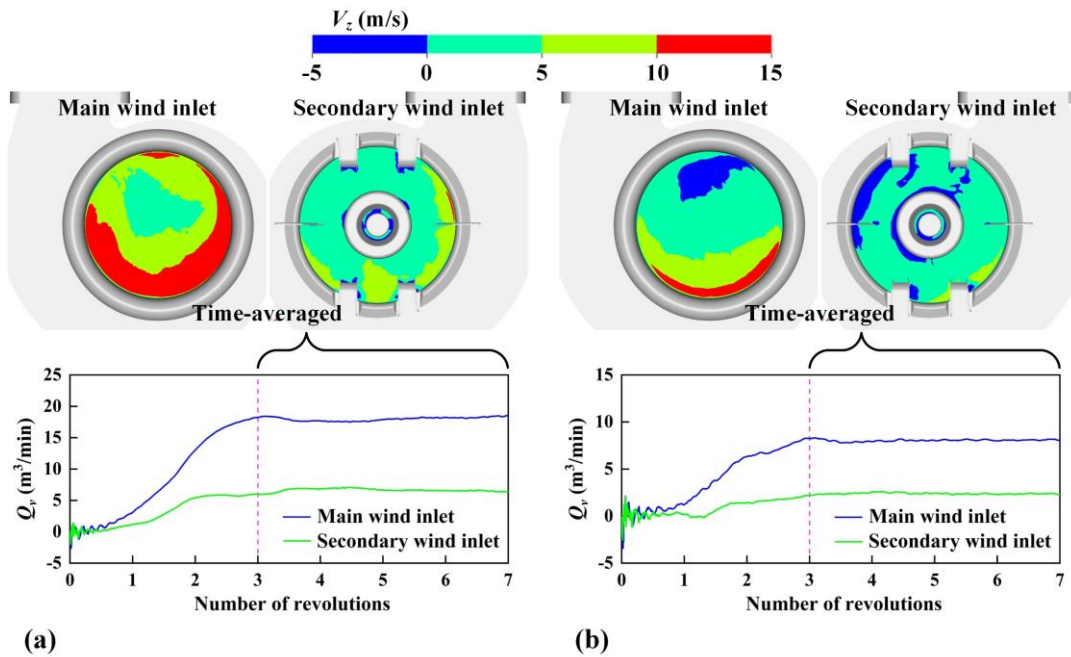 V_z (m/s)
-5 0 5 10 15
Main wind inlet Secondary wind inlet
Main wind inlet Secondary wind inlet
Time-averaged
Time-averaged
25
20
15
10
5
0
-5
Q_v (m³/min)
Main wind inlet
Secondary wind inlet
0 1 2 3 4 5 6 7
Number of revolutions
(a)
15
10
5
0
-5
Q_v (m³/min)
Main wind inlet
Secondary wind inlet
0 1 2 3 4 5 6 7
Number of revolutions
(b)